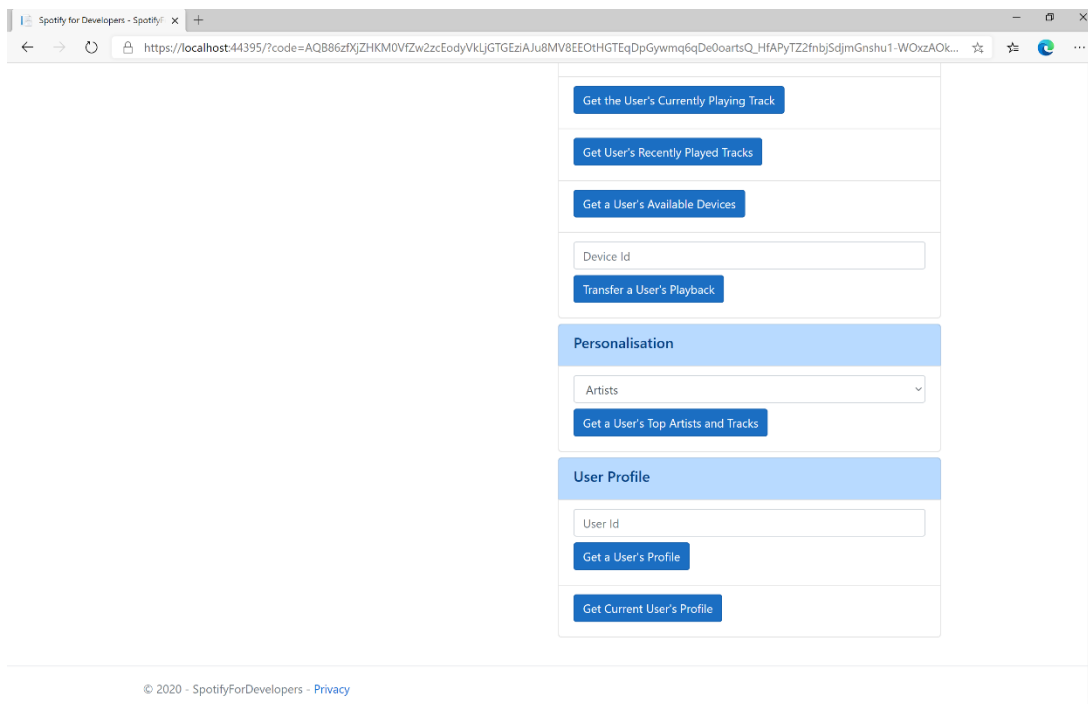 Spotify for Developers - Spotify
https://localhost:44395/?code=AQB86zfXjZHKM0VfZw2zcEodyVkLjGTGEziAJu8MV8EEOtHGTEqDpGywmq6qDe0oartsQ_HfAPyTZ2fnbjSdjmGnshu1-WOxzAOk...
Get the User's Currently Playing Track
Get User's Recently Played Tracks
Get a User's Available Devices
Device Id
Transfer a User's Playback
Personalisation
Artists
Get a User's Top Artists and Tracks
User Profile
User Id
Get a User's Profile
Get Current User's Profile
© 2020 - SpotifyForDevelopers - Privacy